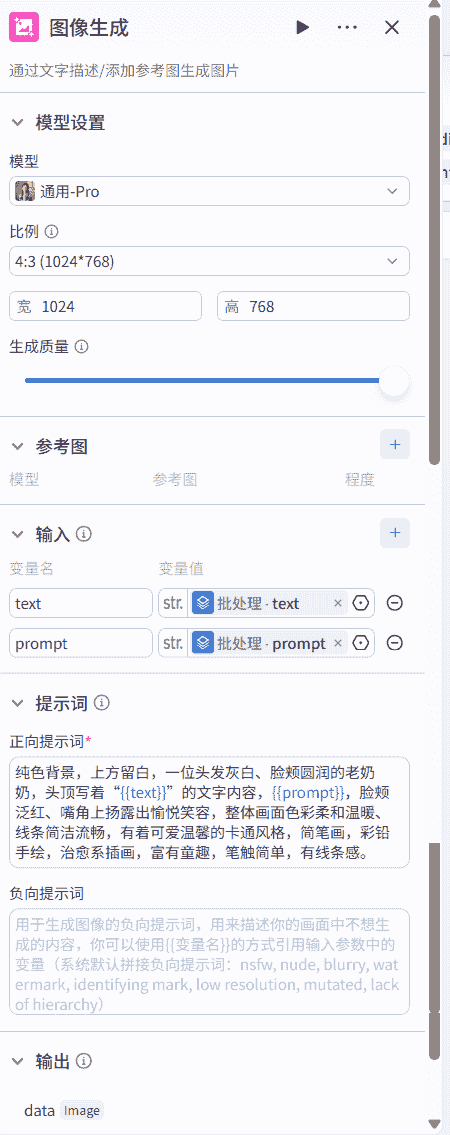 图像生成
通过文字描述/添加参考图生成图片
模型设置
模型
通用-Pro
比例
4:3 (1024*768)
宽 1024 高 768
生成质量
参考图
模型 参考图 程度
输入
变量名 变量值
text str. 批处理 · text
prompt str. 批处理 · prompt
提示词
正向提示词*
纯色背景，上方留白，一位头发灰白、脸颊圆润的老奶
奶，头顶写着“{{text}}”的文字内容，{{prompt}}，脸颊
泛红、嘴角上扬露出愉悦笑容，整体画面色彩柔和温暖、
线条简洁流畅，有着可爱温馨的卡通风格，简笔画，彩铅
手绘，治愈系插画，富有童趣，笔触简单，有线条感。
负向提示词
用于生成图像的负向提示词，用来描述你的画面中不想生
成的内容，你可以使用{{变量名}}的方式引用输入参数中的
变量（系统默认拼接负向提示词：nsfw, nude, blurry, wat
ermark, identifying mark, low resolution, mutated, lack
of hierarchy）
输出
data Image